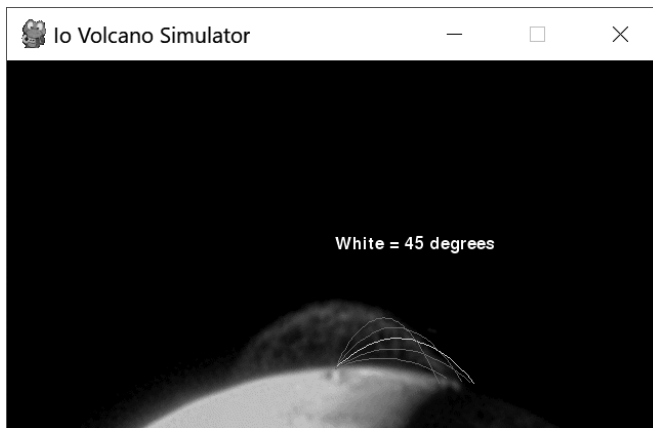 Io Volcano Simulator
White = 45 degrees